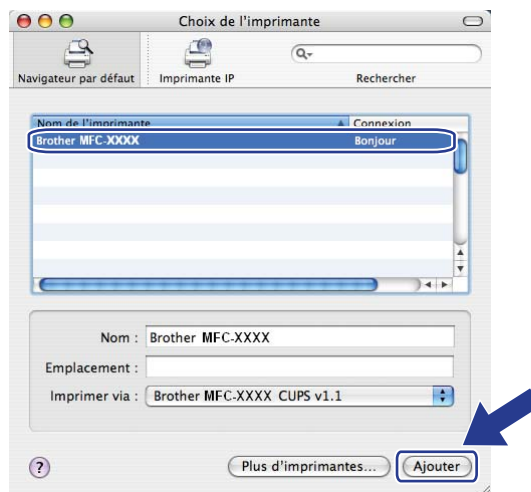 Choix de l'imprimante
Navigateur par défaut
Imprimante IP
Rechercher
Nom de l'imprimante Connexion
Brother MFC-XXXX Bonjour
Nom : Brother MFC-XXXX
Emplacement :
Imprimer via : Brother MFC-XXXX CUPS v1.1
? Plus d'imprimantes... Ajouter